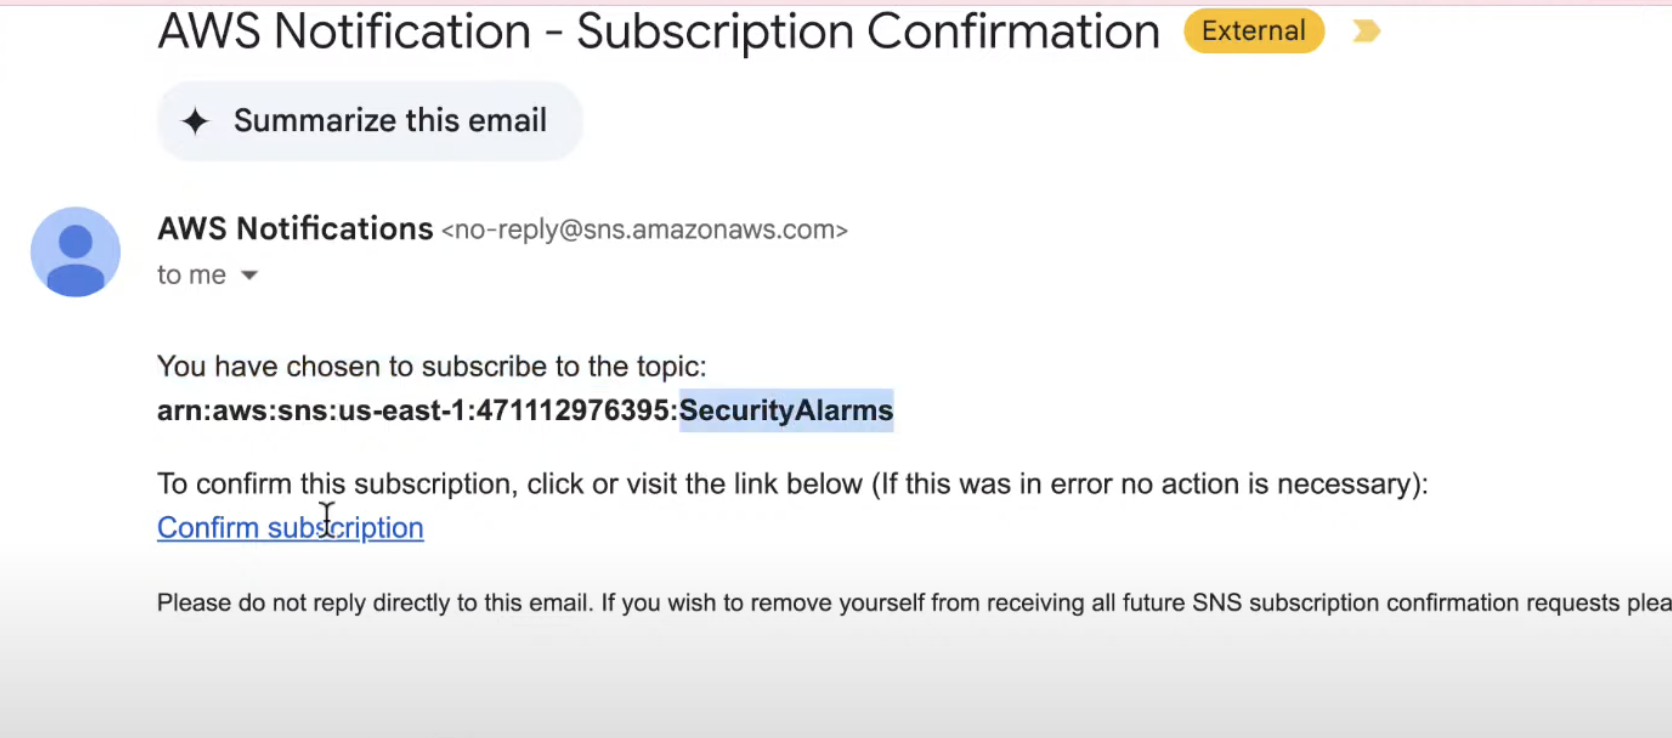 AWS Notification - Subscription Confirmation External
Summarize this email
AWS Notifications <no-reply@sns.amazonaws.com>
to me
You have chosen to subscribe to the topic:
arn:aws:sns:us-east-1:471112976395:SecurityAlarms
To confirm this subscription, click or visit the link below (If this was in error no action is necessary):
Confirm subscription
Please do not reply directly to this email. If you wish to remove yourself from receiving all future SNS subscription confirmation requests plea